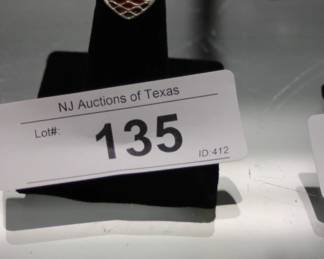 NJ Auctions of Texas
Lot#: 135
ID:412